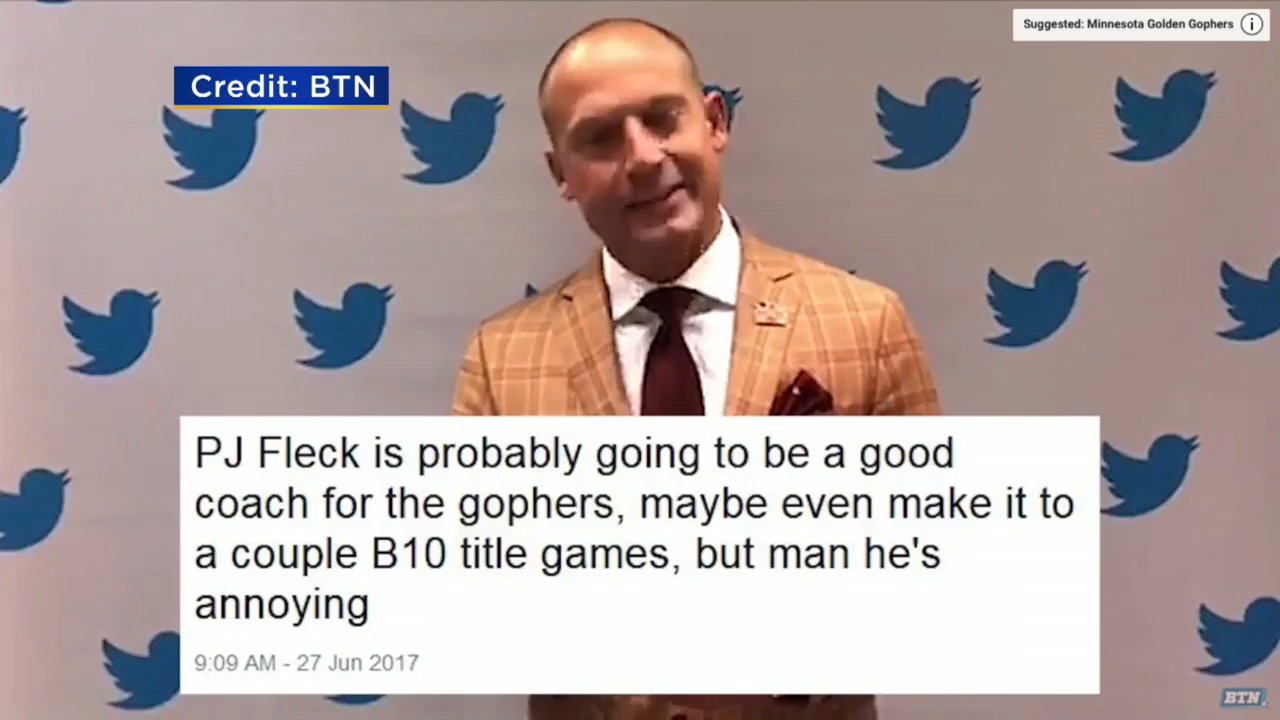 Suggested: Minnesota Golden Gophers
Credit: BTN
PJ Fleck is probably going to be a good
coach for the gophers, maybe even make it to
a couple B10 title games, but man he's
annoying
9:09 AM - 27 Jun 2017
BTN